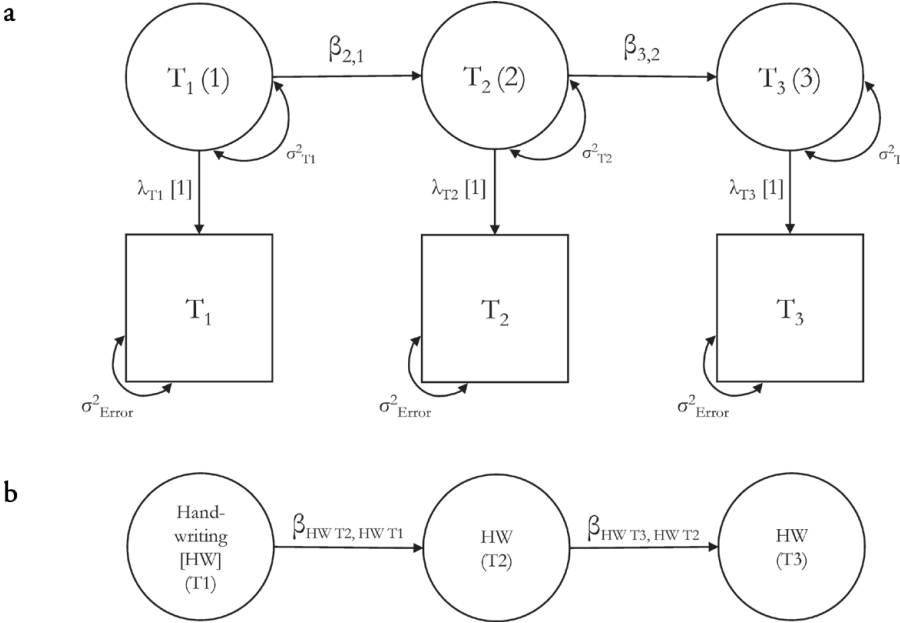 a
β2,1
β3,2
T1 (1)
T2 (2)
T3 (3)
σ²T1
σ²T2
σ²T
λT1 [1]
λT2 [1]
λT3 [1]
T1
T2
T3
σ²Error
σ²Error
σ²Error
b
Hand-
writing
[HW]
(T1)
βHW T2, HW T1
HW
(T2)
βHW T3, HW T2
HW
(T3)